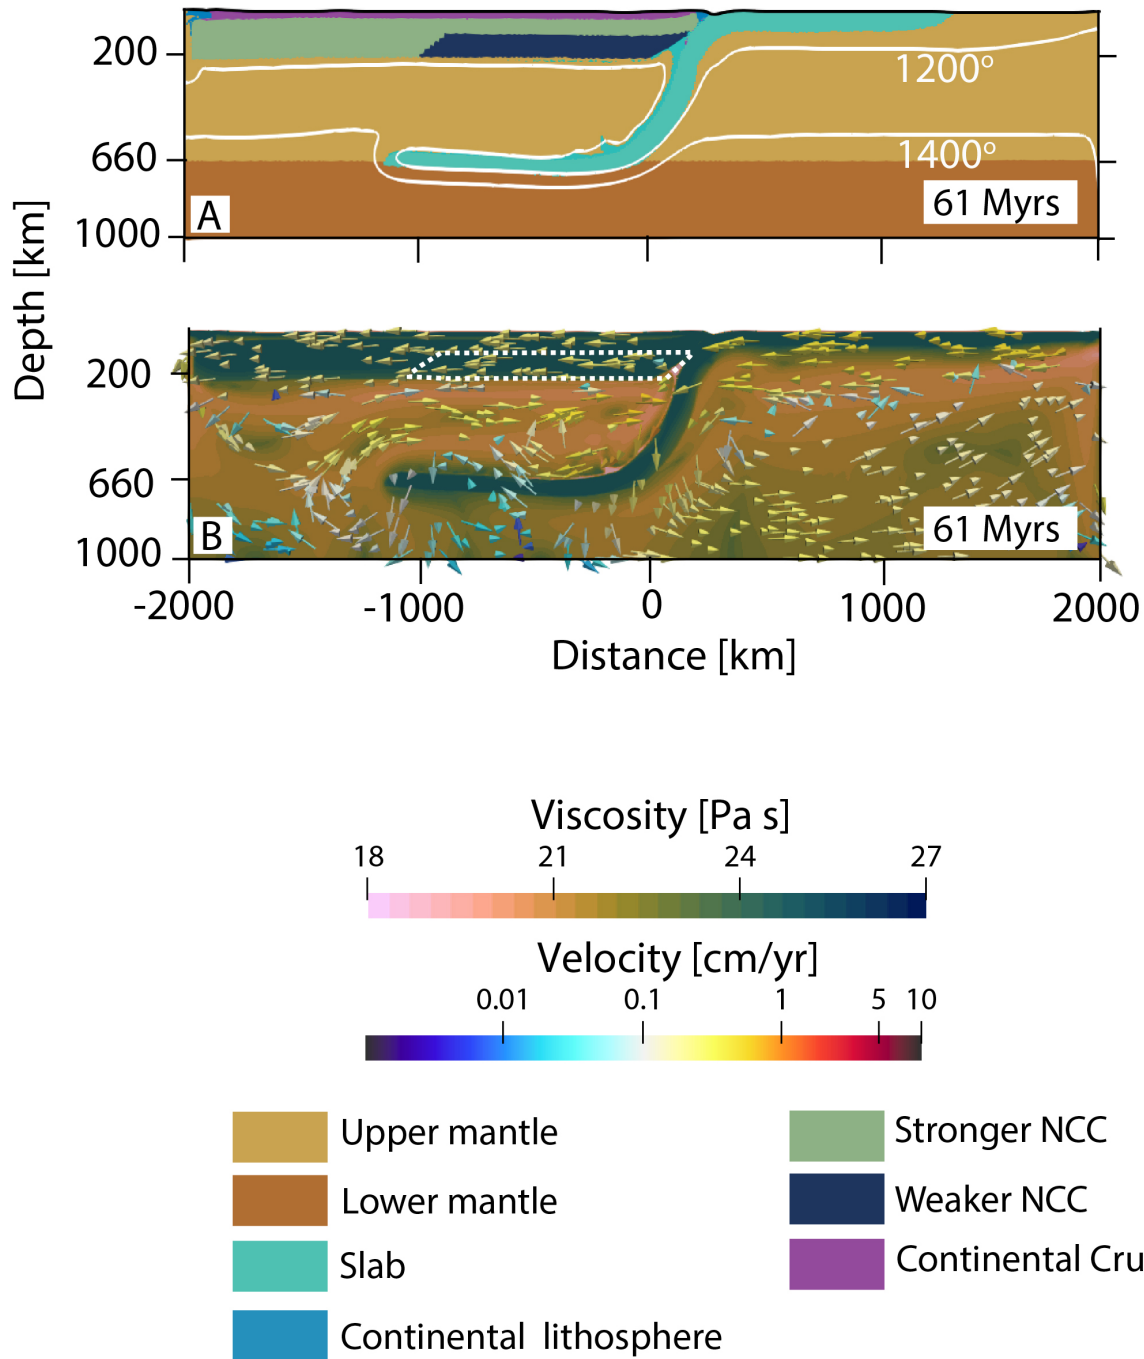 200
660
1000
1200°
1400°
A
61 Myrs
Depth [km]
200
660
1000
B
61 Myrs
-2000 -1000 0 1000 2000
Distance [km]
Viscosity [Pa s]
18 21 24 27
Velocity [cm/yr]
0.01 0.1 1 5 10
Upper mantle
Lower mantle
Slab
Continental lithosphere
Stronger NCC
Weaker NCC
Continental Cru